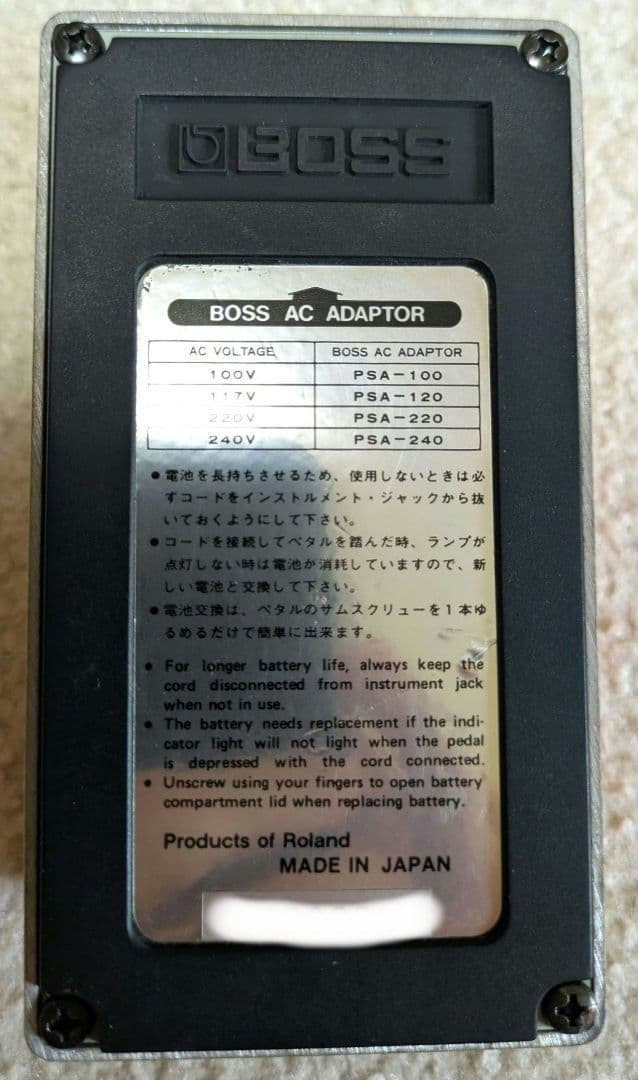 BOSS
BOSS AC ADAPTOR
AC VOLTAGE BOSS AC ADAPTOR
100V PSA-100
117V PSA-120
220V PSA-220
240V PSA-240
●電池を長持ちさせるため、使用しないときは必
ずコードをインストルメント・ジャックから抜
いておくようにして下さい。
●コードを接続してペタルを踏んだ時、ランプが
点灯しない時は電池が消耗していますので、新
しい電池と交換して下さい。
●電池交換は、ペタルのサムスクリューを1本ゆ
るめるだけで簡単に出来ます。
● For longer battery life, always keep the
cord disconnected from instrument jack
when not in use.
● The battery needs replacement if the indi-
cator light will not light when the pedal
is depressed with the cord connected.
● Unscrew using your fingers to open battery
compartment lid when replacing battery.
Products of Roland
MADE IN JAPAN